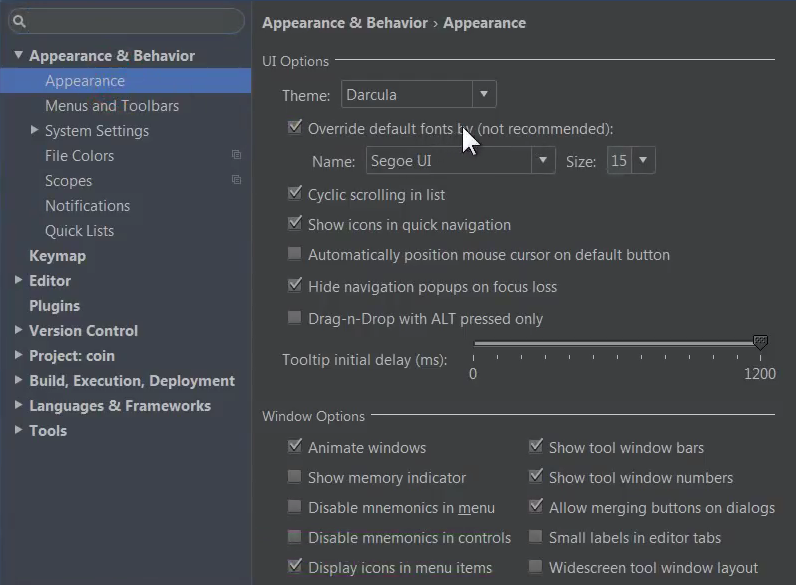 Appearance & Behavior
Appearance
Menus and Toolbars
System Settings
File Colors
Scopes
Notifications
Quick Lists
Keymap
Editor
Plugins
Version Control
Project: coin
Build, Execution, Deployment
Languages & Frameworks
Tools
Appearance & Behavior › Appearance
UI Options
Theme: Darcula
Override default fonts by (not recommended):
Name: Segoe UI Size: 15
Cyclic scrolling in list
Show icons in quick navigation
Automatically position mouse cursor on default button
Hide navigation popups on focus loss
Drag-n-Drop with ALT pressed only
Tooltip initial delay (ms):
0 1200
Window Options
Animate windows Show tool window bars
Show memory indicator Show tool window numbers
Disable mnemonics in menu Allow merging buttons on dialogs
Disable mnemonics in controls Small labels in editor tabs
Display icons in menu items Widescreen tool window layout